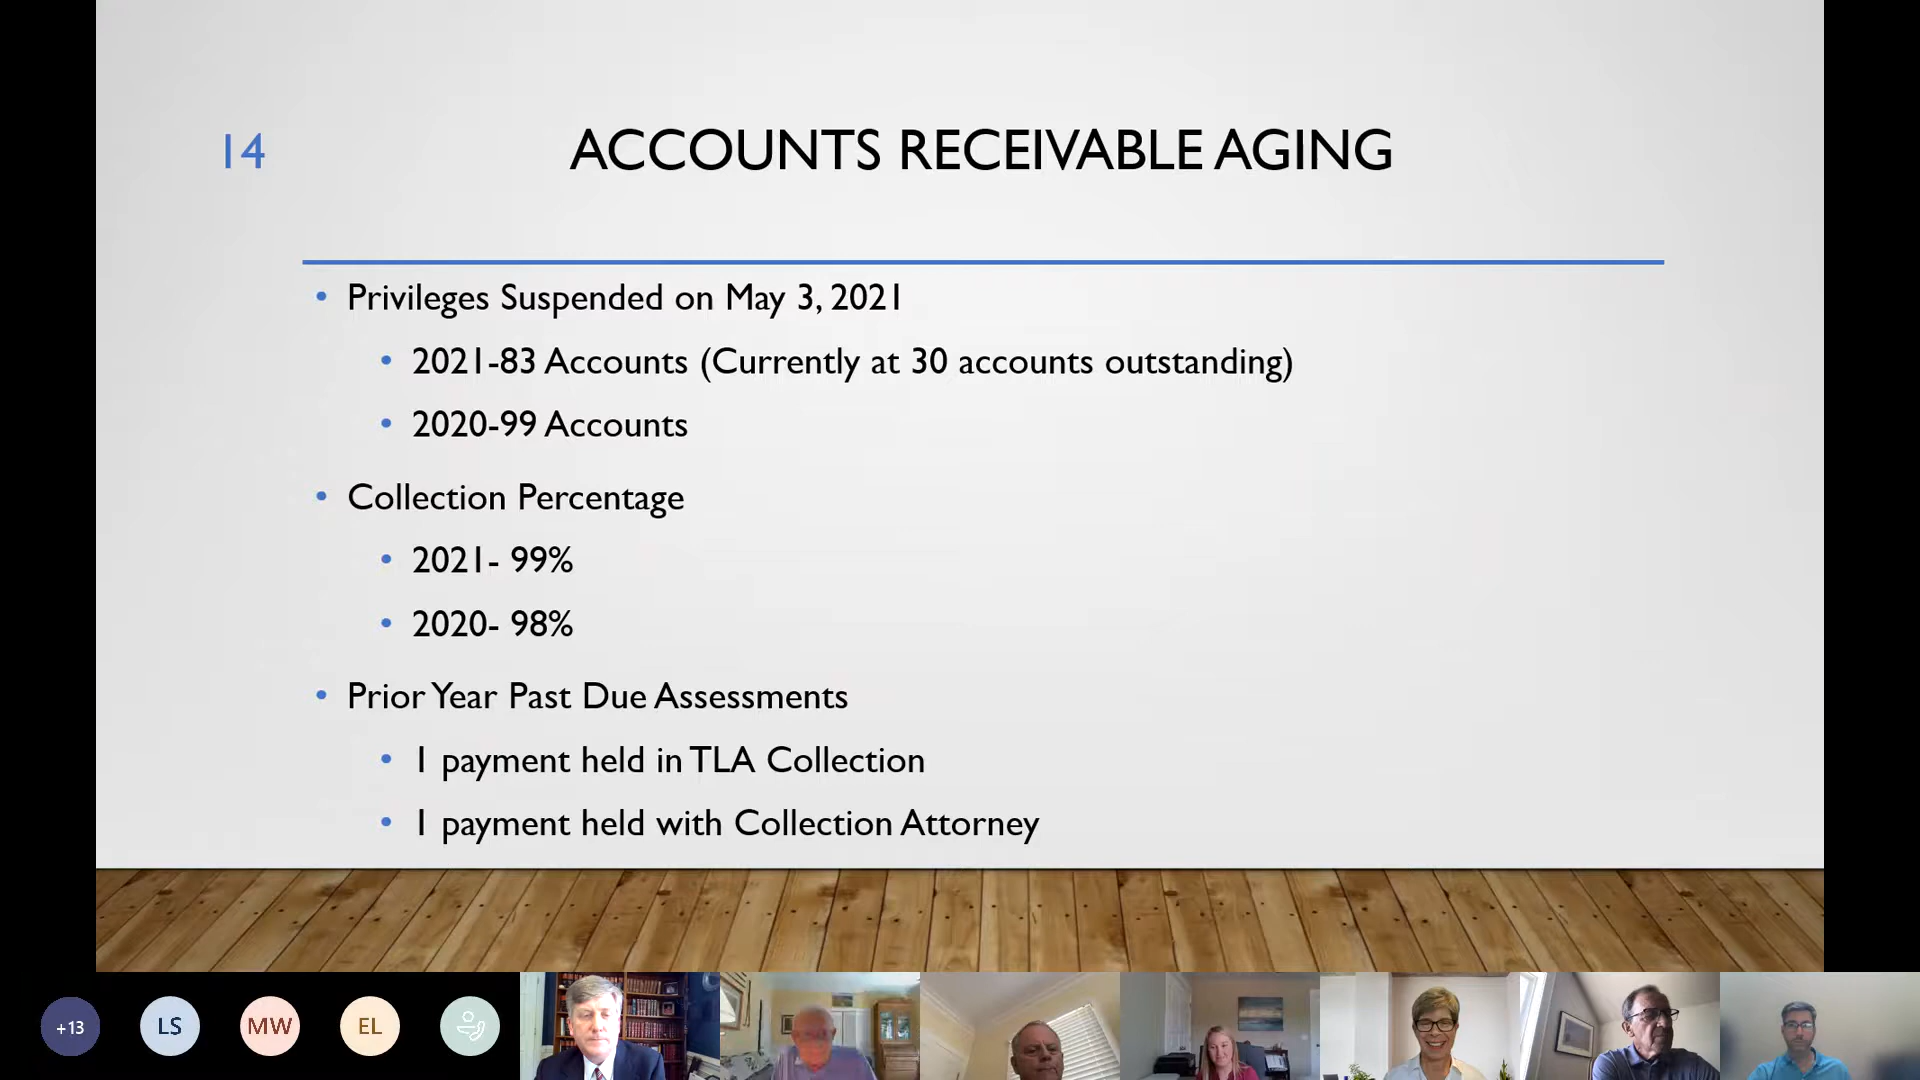 14
ACCOUNTS RECEIVABLE AGING
• Privileges Suspended on May 3, 2021
• 2021-83 Accounts (Currently at 30 accounts outstanding)
• 2020-99 Accounts
• Collection Percentage
• 2021- 99%
• 2020- 98%
• Prior Year Past Due Assessments
• 1 payment held in TLA Collection
• 1 payment held with Collection Attorney
+13
LS
MW
EL